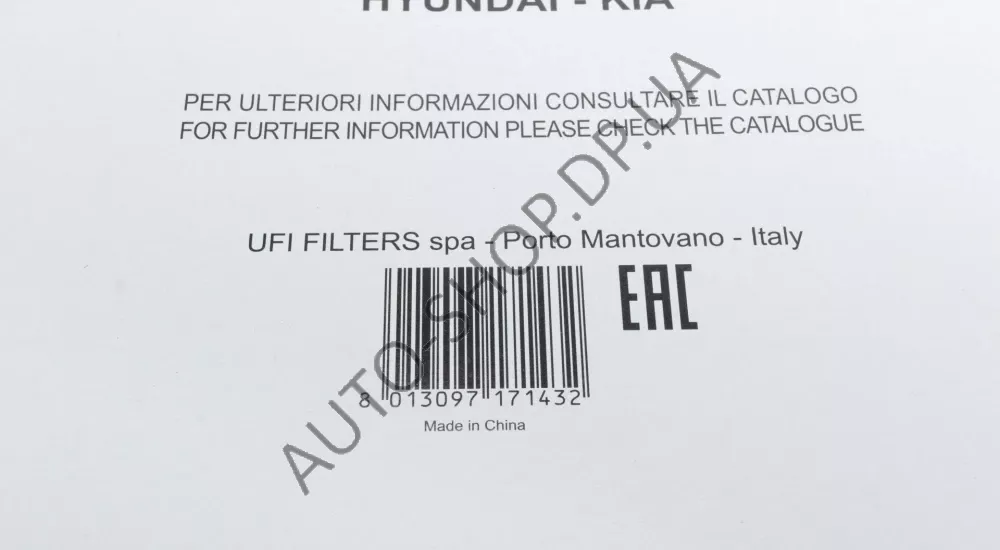 HYUNDAI - KIA
PER ULTERIORI INFORMAZIONI CONSULTARE IL CATALOGO
FOR FURTHER INFORMATION PLEASE CHECK THE CATALOGUE
UFI FILTERS spa - Porto Mantovano - Italy
EAC
8 013097 171432
Made in China
AUTO-SHOP.DP.UA